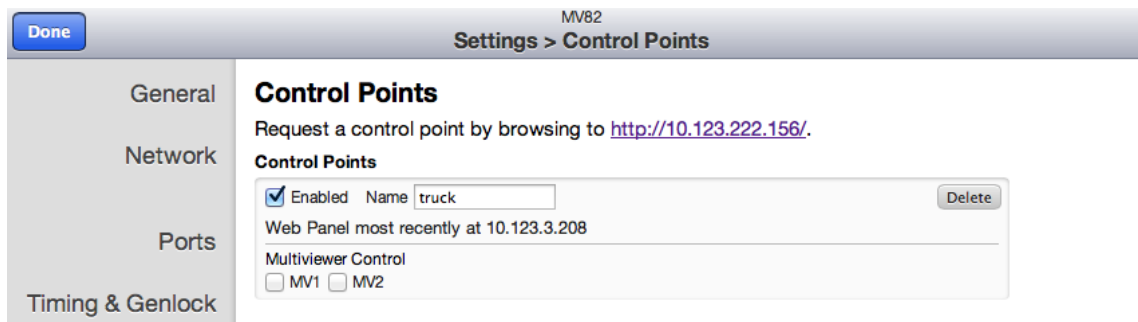 Done
MV82
Settings > Control Points
General
Network
Ports
Timing & Genlock
Control Points
Request a control point by browsing to http://10.123.222.156/.
Control Points
Enabled Name truck Delete
Web Panel most recently at 10.123.3.208
Multiviewer Control
MV1 MV2